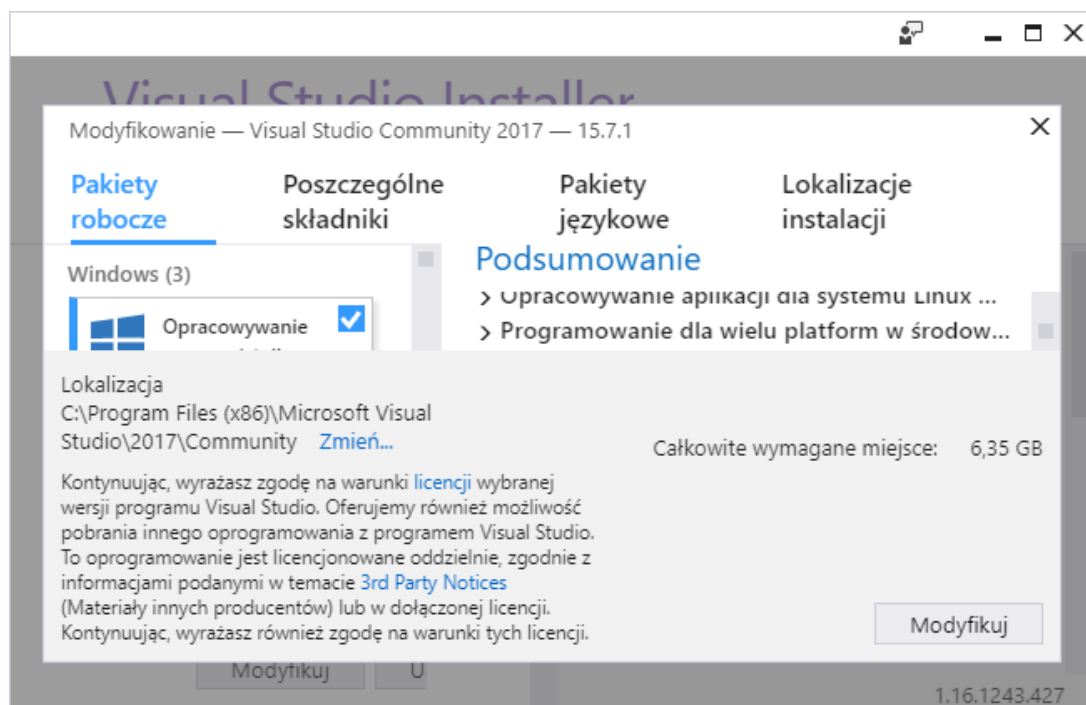 Visual Studio Installer
Modyfikowanie — Visual Studio Community 2017 — 15.7.1
Pakiety robocze
Poszczególne składniki
Pakiety językowe
Lokalizacje instalacji
Windows (3)
Opracowywanie
Podsumowanie
Opracowywanie aplikacji dla systemu Linux ...
Programowanie dla wielu platform w środow...
Lokalizacja
C:\Program Files (x86)\Microsoft Visual
Studio\2017\Community Zmień...
Całkowite wymagane miejsce: 6,35 GB
Kontynuując, wyrażasz zgodę na warunki licencji wybranej
wersji programu Visual Studio. Oferujemy również możliwość
pobrania innego oprogramowania z programem Visual Studio.
To oprogramowanie jest licencjonowane oddzielnie, zgodnie z
informacjami podanymi w temacie 3rd Party Notices
(Materiały innych producentów) lub w dołączonej licencji.
Kontynuując, wyrażasz również zgodę na warunki tych licencji.
Modyfikuj
Modyfikuj U
1.16.1243.427